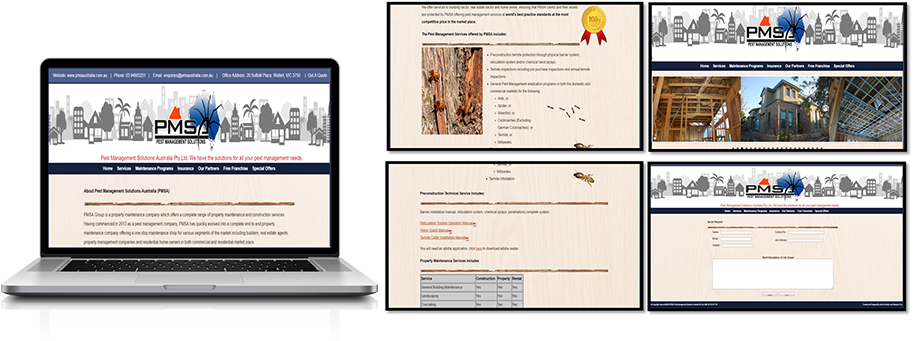 Website: www.pmsaustralia.com.au | Phone: 03 94603251 | Email: enquiries@pmsaustralia.com.au | Office Address: 20 Suffolk Place, Wollert, VIC 3750 | Get A Quote
PMSA
PEST MANAGEMENT SOLUTIONS
Pest Management Solutions Australia Pty Ltd. We have the solutions for all your pest management needs.
Home Services Maintenance Programs Insurance Our Partners Free Franchise Special Offers
About Pest Management Solutions Australia (PMSA)
PMSA Group is a property maintenance company which offers a complete range of property maintenance and construction services.
Having commenced in 2013 as a pest management company, PMSA has quickly evolved into a complete end to end property
maintenance company offering a one stop maintenance shop for various segments of the market including builders, real estate agents,
property management companies and residential home owners in both commercial and residential market place.
We offer services to building sector, real estate sector and home owner, ensuring that PMSA clients and their assets
are protected by PMSA offering pest management services at world's best practice standards at the most
competitive price in the market place.
100%
The Pest Management Services offered by PMSA Includes:
Preconstruction termite protection through physical barrier system,
reticulation system and/or chemical hand sprays,
Termite inspections including pre purchase inspections and annual termite
inspections.
General Pest Management eradication programs in both the domestic and
commercial markets for the following:
Ants, or
Spider, or
Silverfish, or
Cockroaches (Excluding
German Cockroaches), or
Termite, or
Millipedes
PMSA
PEST MANAGEMENT SOLUTIONS
Home Services Maintenance Programs Insurance Our Partners Free Franchise Special Offers
Termite, or
Millipedes
Termite infestation
Preconstruction Technical Service Includes:
Barrier installation manual, reticulation system, chemical sprays, penetrations,complete system
Reticulation System Operation Manual
Home Guard Manual
Termite Collar Installation Manual
You will need an adobe application, click here to download adobe reader
Property Maintenance Services Includes
Service Construction Property Rental
General Building Maintenance Yes Yes Yes
Landscaping Yes Yes Yes
Concreting Yes Yes Yes
PMSA
PEST MANAGEMENT SOLUTIONS
Pest Management Solutions Australia Pty Ltd. We have the solutions for all your pest management needs.
Home Services Maintenance Programs Insurance Our Partners Free Franchise Special Offers